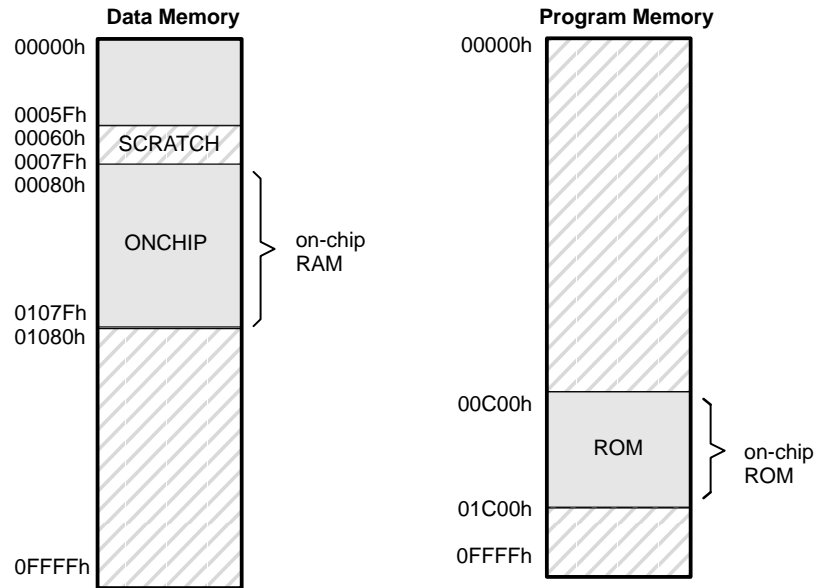 Data Memory
00000h
0005Fh
00060h
SCRATCH
0007Fh
00080h
ONCHIP
on-chip
RAM
0107Fh
01080h
0FFFFh
Program Memory
00000h
00C00h
ROM
on-chip
ROM
01C00h
0FFFFh